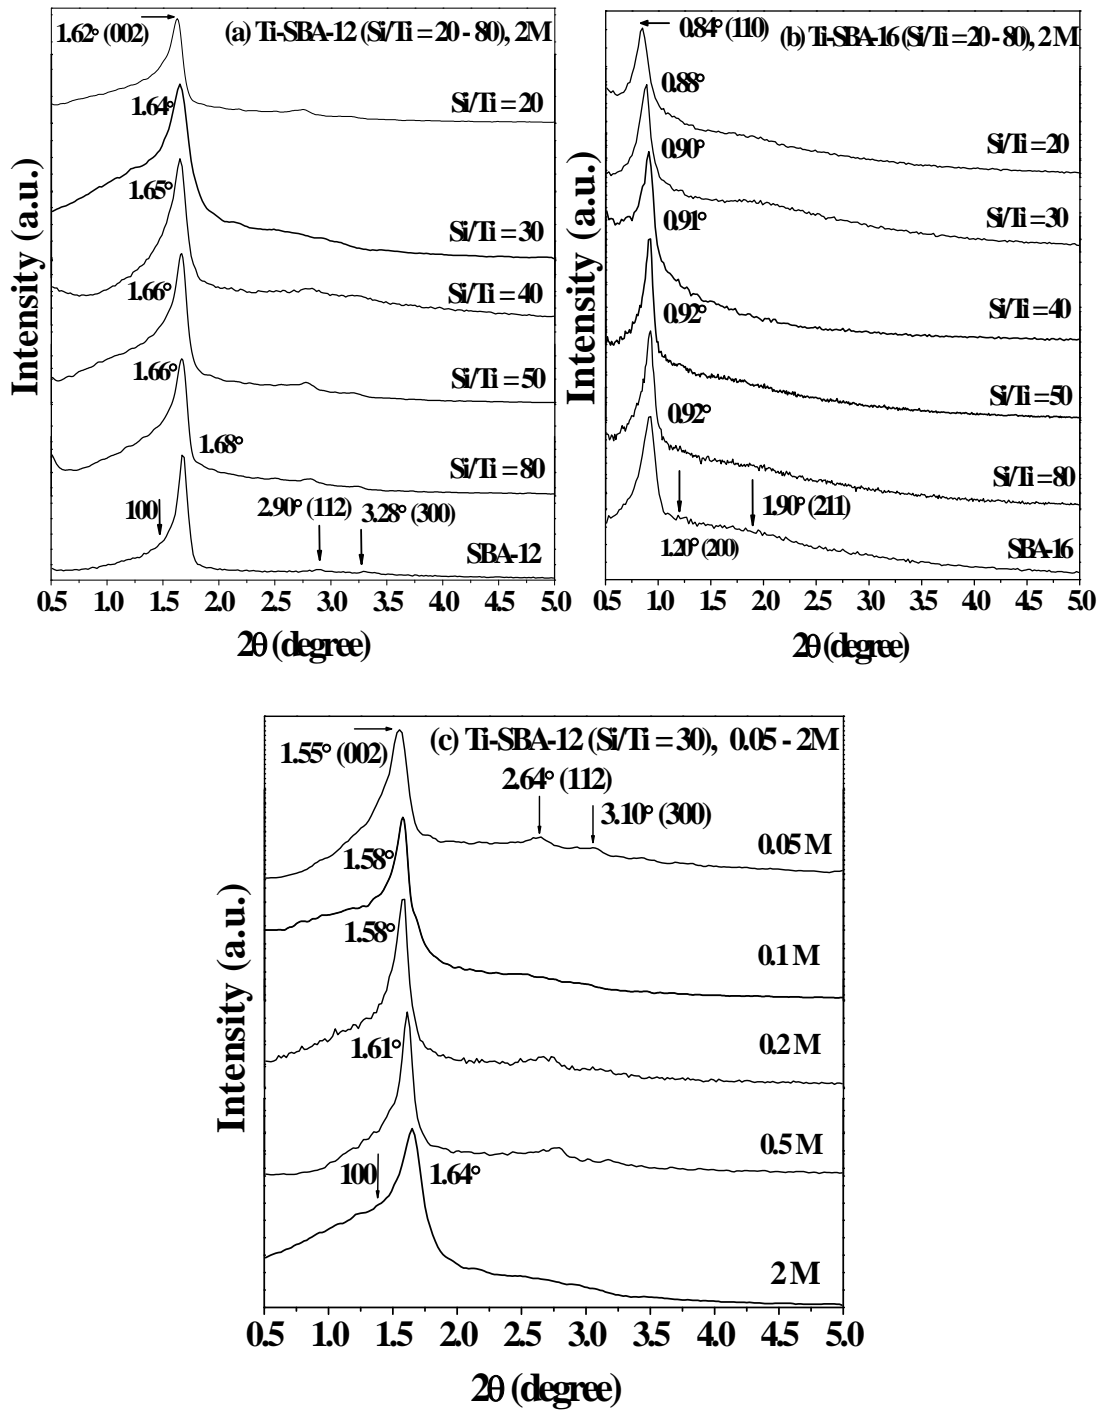 1.62° (002)
(a) Ti-SBA-12 (Si/Ti = 20 - 80), 2M
1.64°
Si/Ti = 20
1.65°
Si/Ti = 30
1.66°
Si/Ti = 40
1.66°
Si/Ti = 50
1.68°
Si/Ti = 80
100
2.90° (112)
3.28° (300)
SBA-12
Intensity (a.u.)
0.5 1.0 1.5 2.0 2.5 3.0 3.5 4.0 4.5 5.0
2θ (degree)
0.84° (110)
(b) Ti-SBA-16 (Si/Ti = 20 - 80), 2M
0.88°
Si/Ti = 20
0.90°
Si/Ti = 30
0.91°
Si/Ti = 40
0.92°
Si/Ti = 50
0.92°
Si/Ti = 80
1.90° (211)
1.20° (200)
SBA-16
Intensity (a.u.)
0.5 1.0 1.5 2.0 2.5 3.0 3.5 4.0 4.5 5.0
2θ (degree)
(c) Ti-SBA-12 (Si/Ti = 30), 0.05 - 2M
1.55° (002)
2.64° (112)
3.10° (300)
0.05 M
1.58°
1.58°
0.1 M
0.2 M
1.61°
0.5 M
100
1.64°
2 M
Intensity (a.u.)
0.5 1.0 1.5 2.0 2.5 3.0 3.5 4.0 4.5 5.0
2θ (degree)